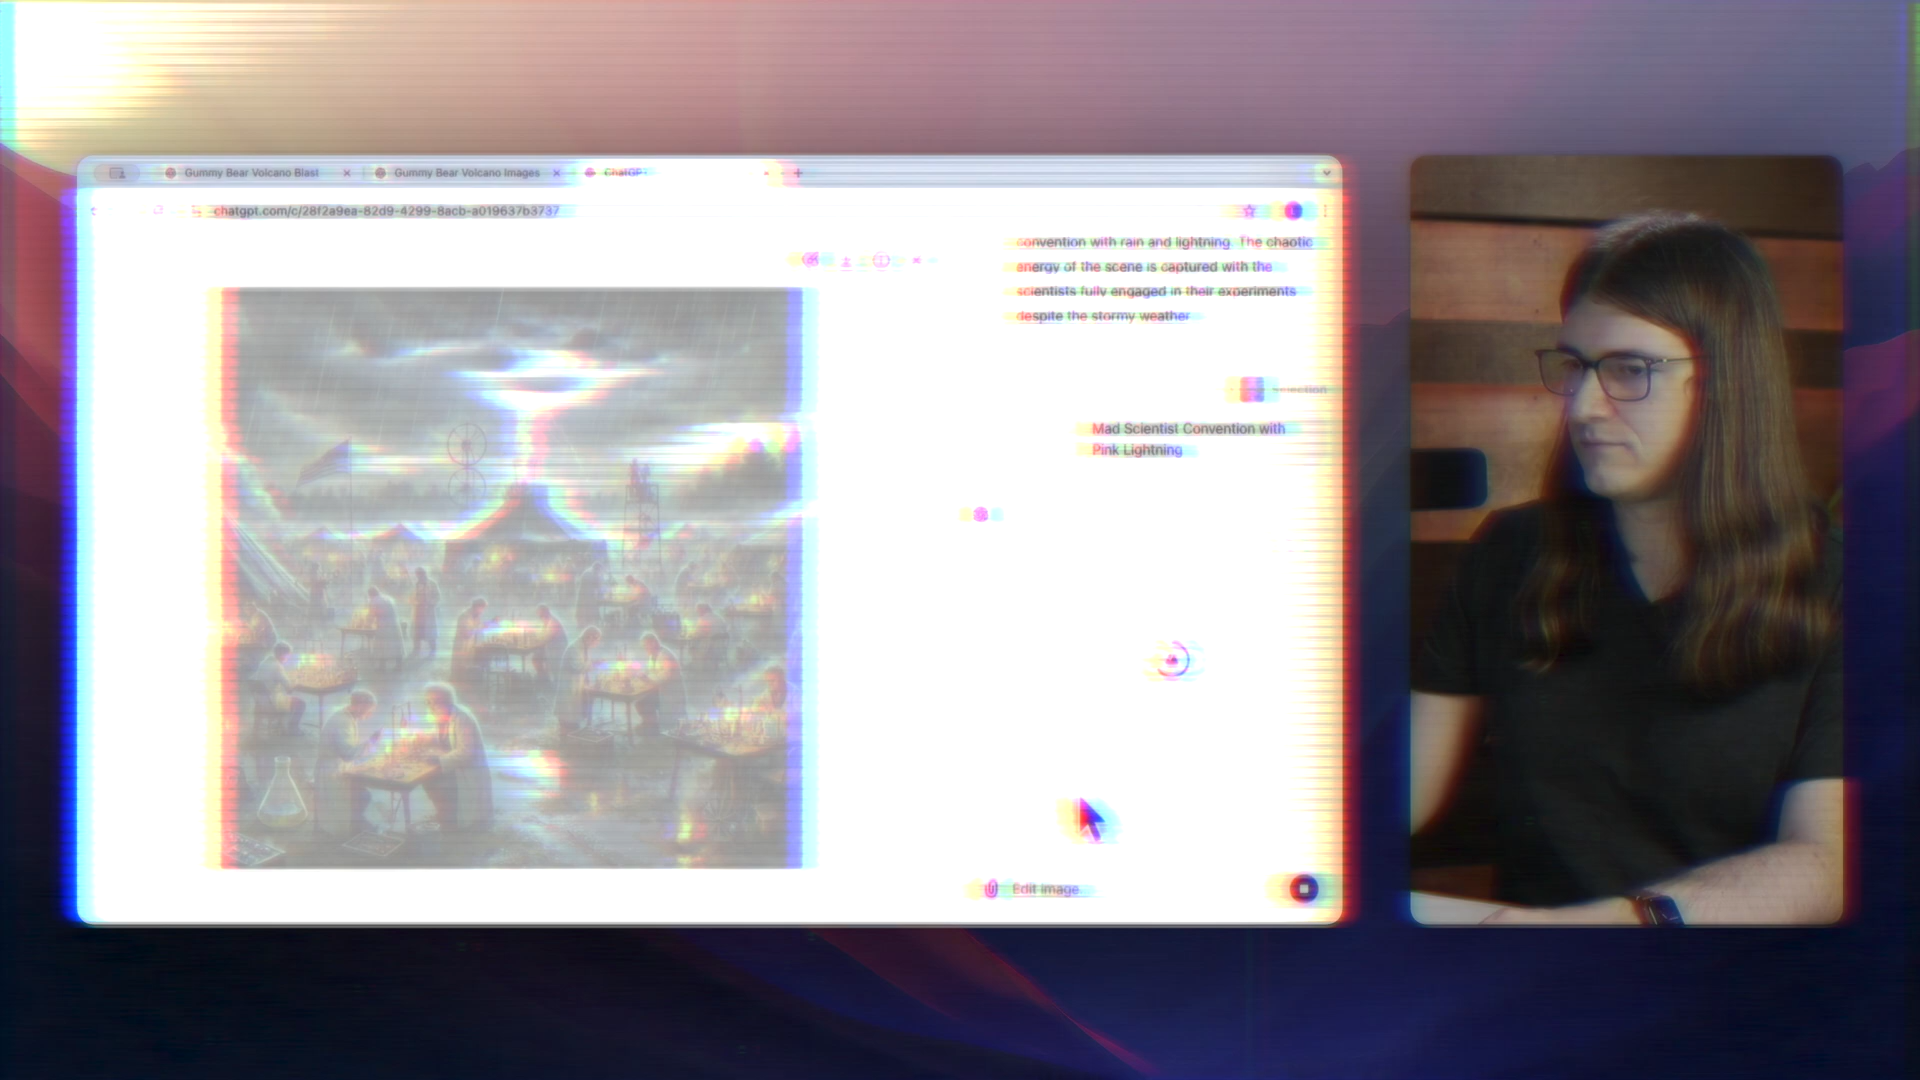 Gummy Bear Volcano Blast
Gummy Bear Volcano Images
ChatGPT
chatgpt.com/c/28f2a9ea-82d9-4299-8acb-a019637b3737
convention with rain and lightning. The chaotic
energy of the scene is captured with the
scientists fully engaged in their experiments
despite the stormy weather
Selection
Mad Scientist Convention with
Pink Lightning
Edit image